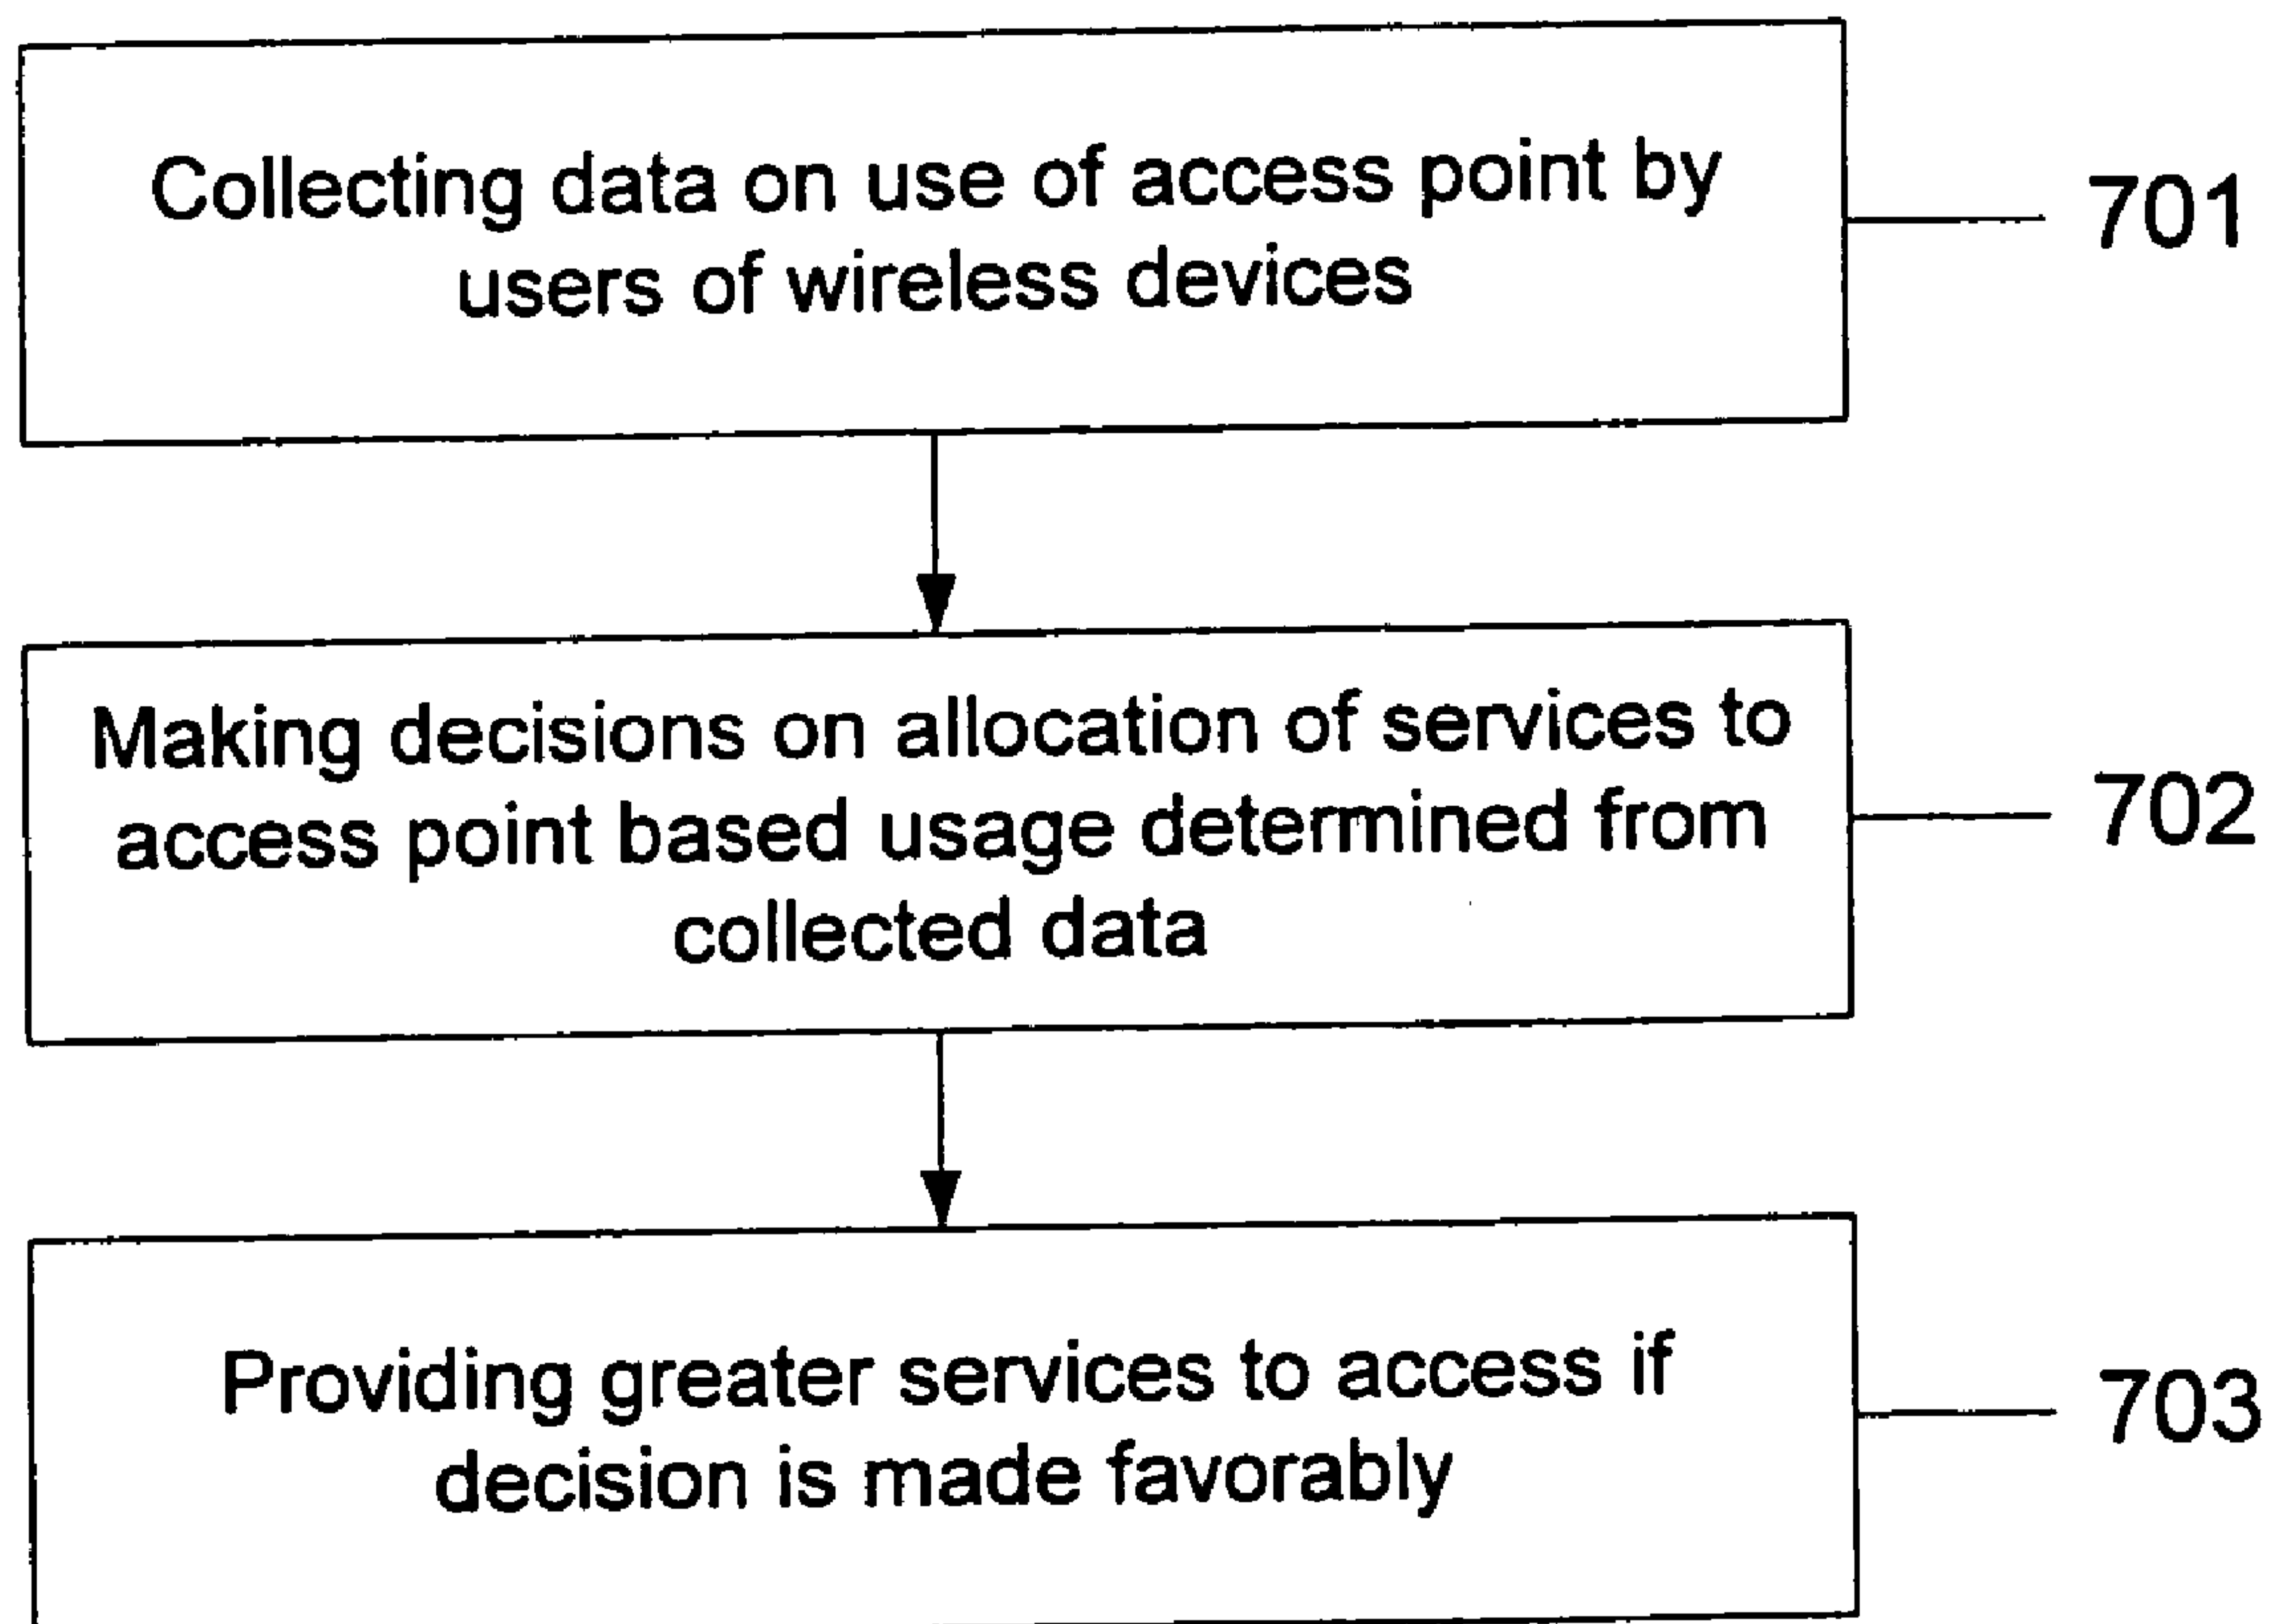 Collecting data on use of access point by
users of wireless devices
701
Making decisions on allocation of services to
access point based usage determined from
collected data
702
Providing greater services to access if
decision is made favorably
703